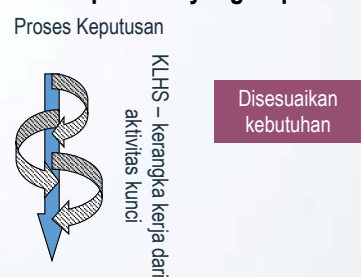 Proses Keputusan
KLHS – kerangka kerja dari
aktivitas kunci
Disesuaikan
kebutuhan